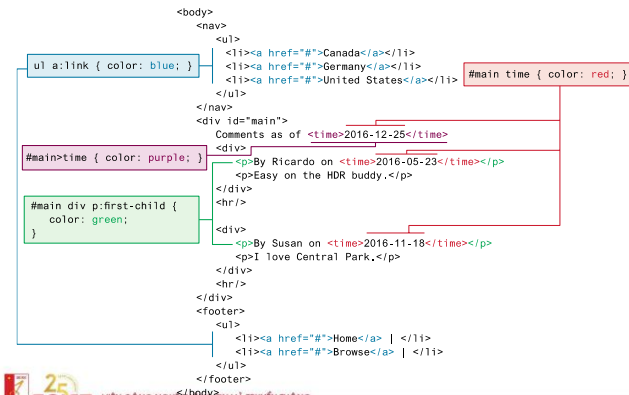 <body>
<nav>
<ul>
<li><a href="#">Canada</a></li>
<li><a href="#">Germany</a></li>
<li><a href="#">United States</a></li>
</ul>
</nav>
<div id="main">
Comments as of <time>2016-12-25</time>
<div>
<p>By Ricardo on <time>2016-05-23</time></p>
<p>Easy on the HDR buddy.</p>
</div>
<hr/>
<div>
<p>By Susan on <time>2016-11-18</time></p>
<p>I love Central Park.</p>
</div>
<hr/>
</div>
<footer>
<ul>
<li><a href="#">Home</a> | </li>
<li><a href="#">Browse</a> | </li>
</ul>
</footer>
</body>
ul a:link { color: blue; }
#main time { color: red; }
#main>time { color: purple; }
#main div p:first-child {
color: green;
}
25